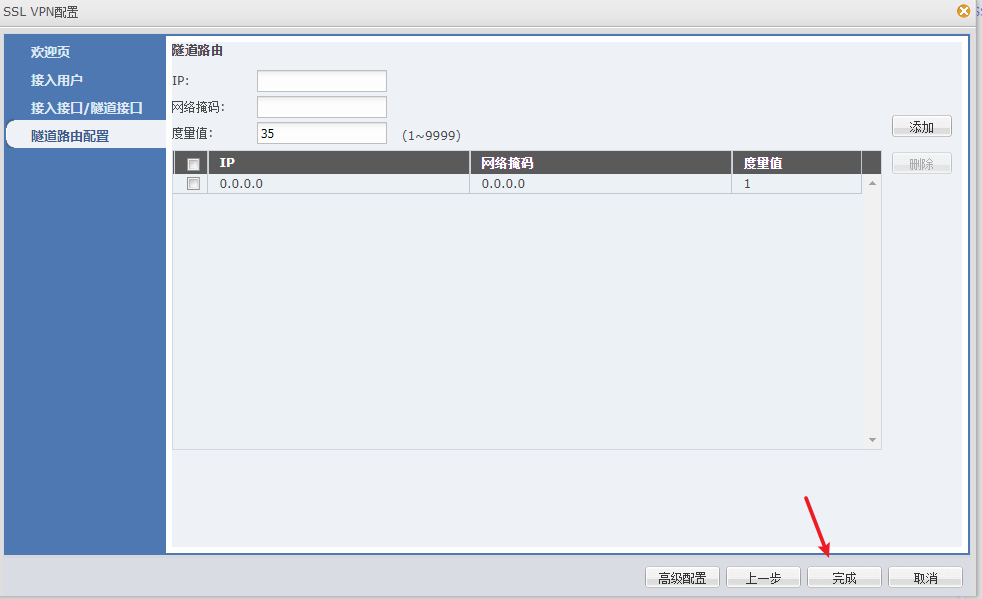 SSL VPN配置
欢迎页
接入用户
接入接口/隧道接口
隧道路由配置
隧道路由
IP:
网络掩码:
度量值: 35 (1~9999)
添加
删除
IP 网络掩码 度量值
0.0.0.0 0.0.0.0 1
高级配置 上一步 完成 取消